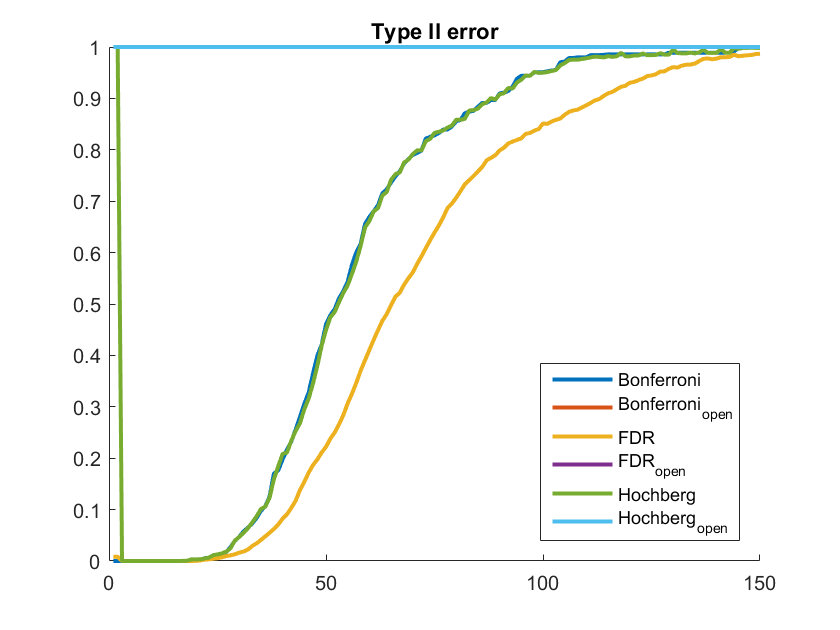 Type II error
1
0.9
0.8
0.7
0.6
0.5
0.4
0.3
0.2
0.1
0
0 50 100 150
Bonferroni
Bonferroni open
FDR
FDR open
Hochberg
Hochberg open